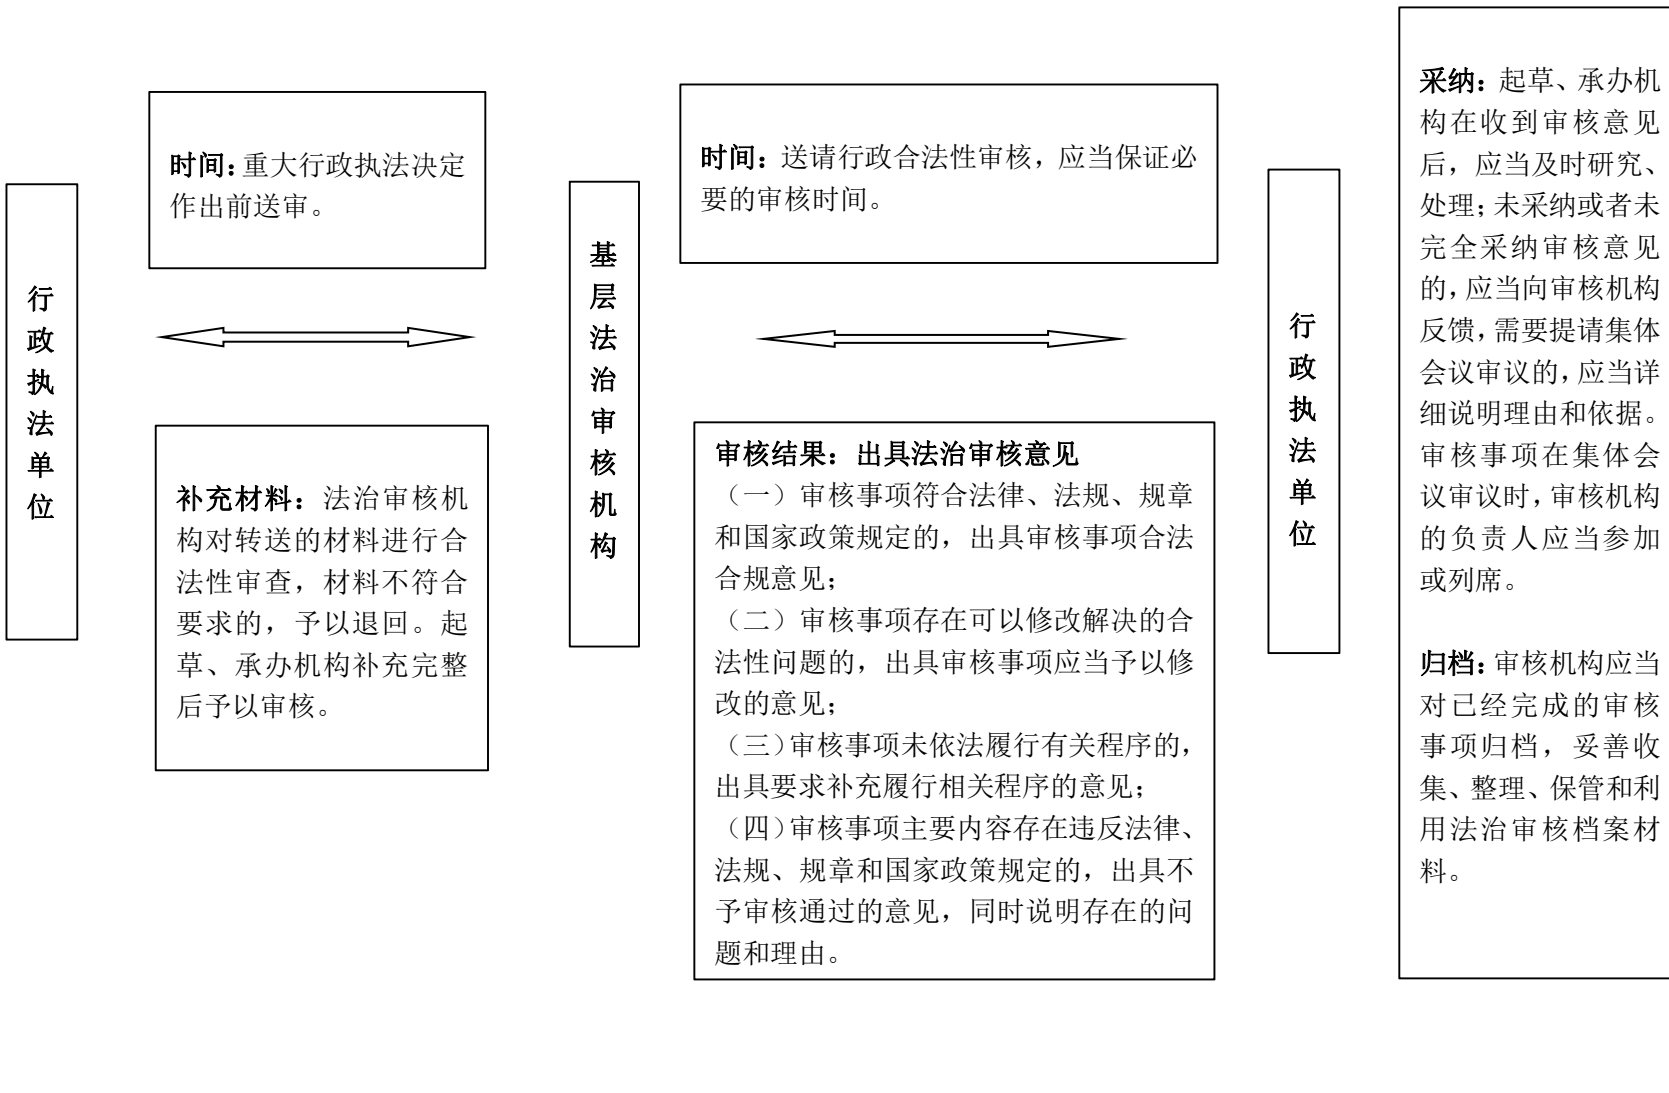 行政执法单位
时间：重大行政执法决定
作出前送审。
补充材料：法治审核机
构对转送的材料进行合
法性审查，材料不符合
要求的，予以退回。起
草、承办机构补充完整
后予以审核。
基层法治审核机构
时间：送请行政合法性审核，应当保证必
要的审核时间。
审核结果：出具法治审核意见
（一）审核事项符合法律、法规、规章
和国家政策规定的，出具审核事项合法
合规意见；
（二）审核事项存在可以修改解决的合
法性问题的，出具审核事项应当予以修
改的意见；
（三）审核事项未依法履行有关程序的，
出具要求补充履行相关程序的意见；
（四）审核事项主要内容存在违反法律、
法规、规章和国家政策规定的，出具不
予审核通过的意见，同时说明存在的问
题和理由。
行政执法单位
采纳：起草、承办机
构在收到审核意见
后，应当及时研究、
处理；未采纳或者未
完全采纳审核意见
的，应当向审核机构
反馈，需要提请集体
会议审议的，应当详
细说明理由和依据。
审核事项在集体会
议审议时，审核机构
的负责人应当参加
或列席。
归档：审核机构应当
对已经完成的审核
事项归档，妥善收
集、整理、保管和利
用法治审核档案材
料。